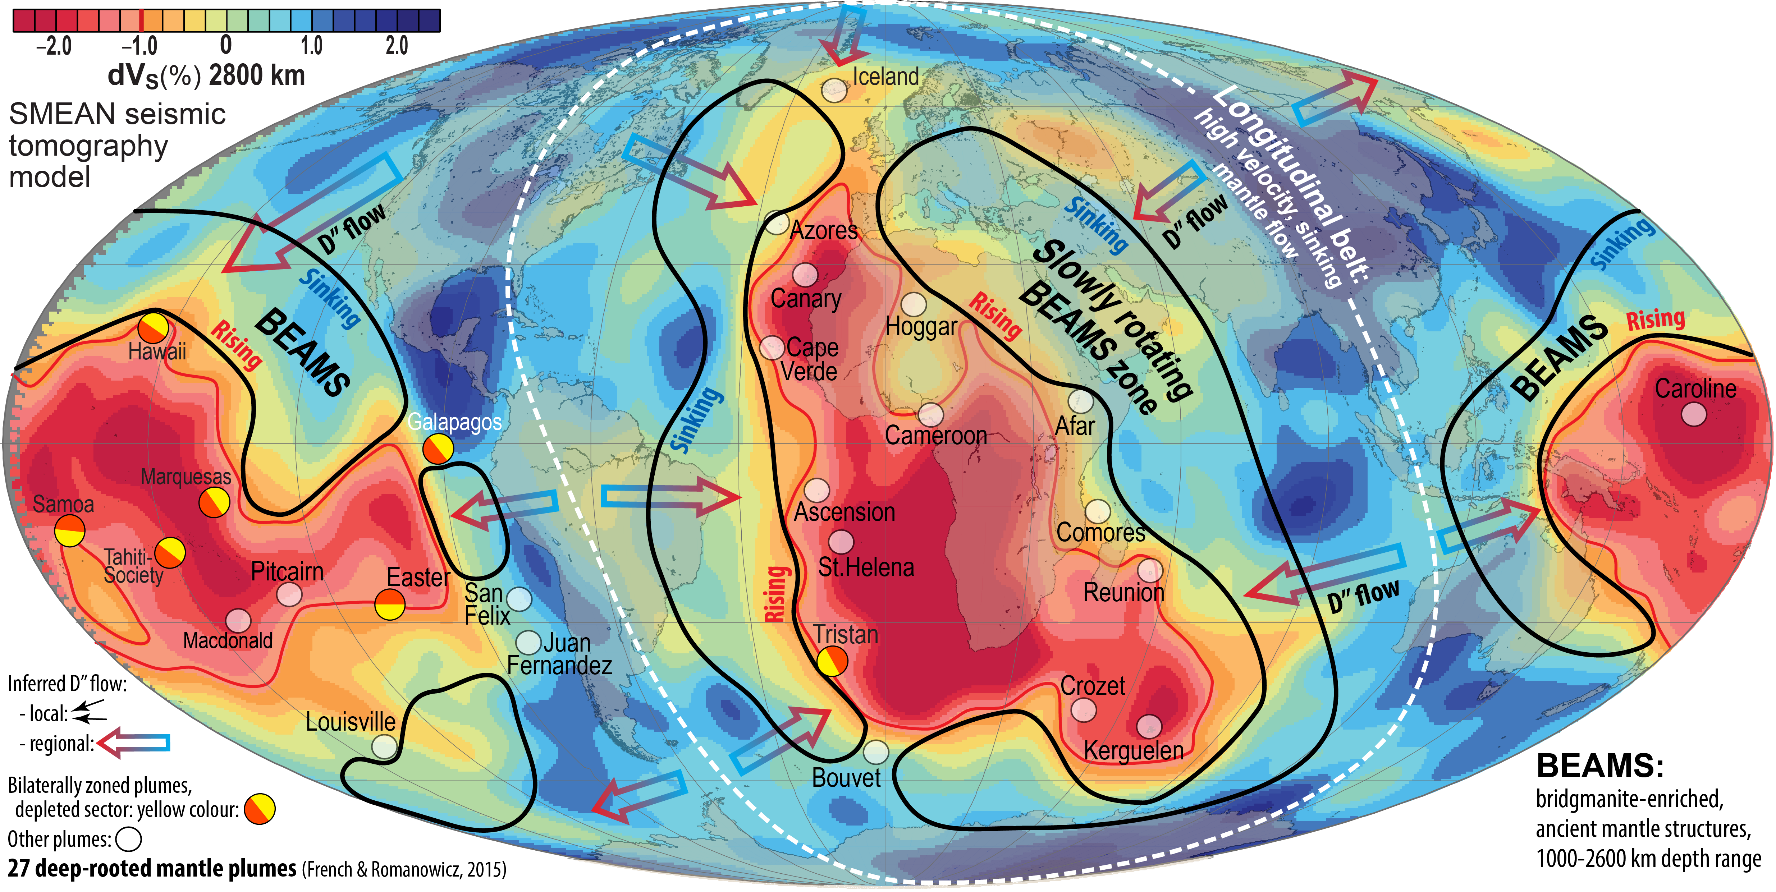 −2.0
−1.0
0
1.0
2.0
dVS(%) 2800 km
SMEAN seismic
tomography
model
Iceland
Longitudinal belt:
high velocity, sinking
mantle flow
D” flow
Sinking
BEAMS
Rising
Hawaii
Azores
Canary
Cape
Verde
Hoggar
Cameroon
Rising
Sinking
D” flow
Slowly rotating
BEAMS zone
Afar
Sinking
BEAMS
Rising
Caroline
Galapagos
Sinking
Marquesas
Samoa
Tahiti-
Society
Pitcairn
Macdonald
Easter
San
Felix
Juan
Fernandez
Ascension
St.Helena
Rising
Tristan
Comores
Reunion
D” flow
Crozet
Kerguelen
Louisville
Bouvet
Inferred D” flow:
- local:
- regional:
Bilaterally zoned plumes,
depleted sector: yellow colour:
Other plumes:
27 deep-rooted mantle plumes (French & Romanowicz, 2015)
BEAMS:
bridgmanite-enriched,
ancient mantle structures,
1000-2600 km depth range